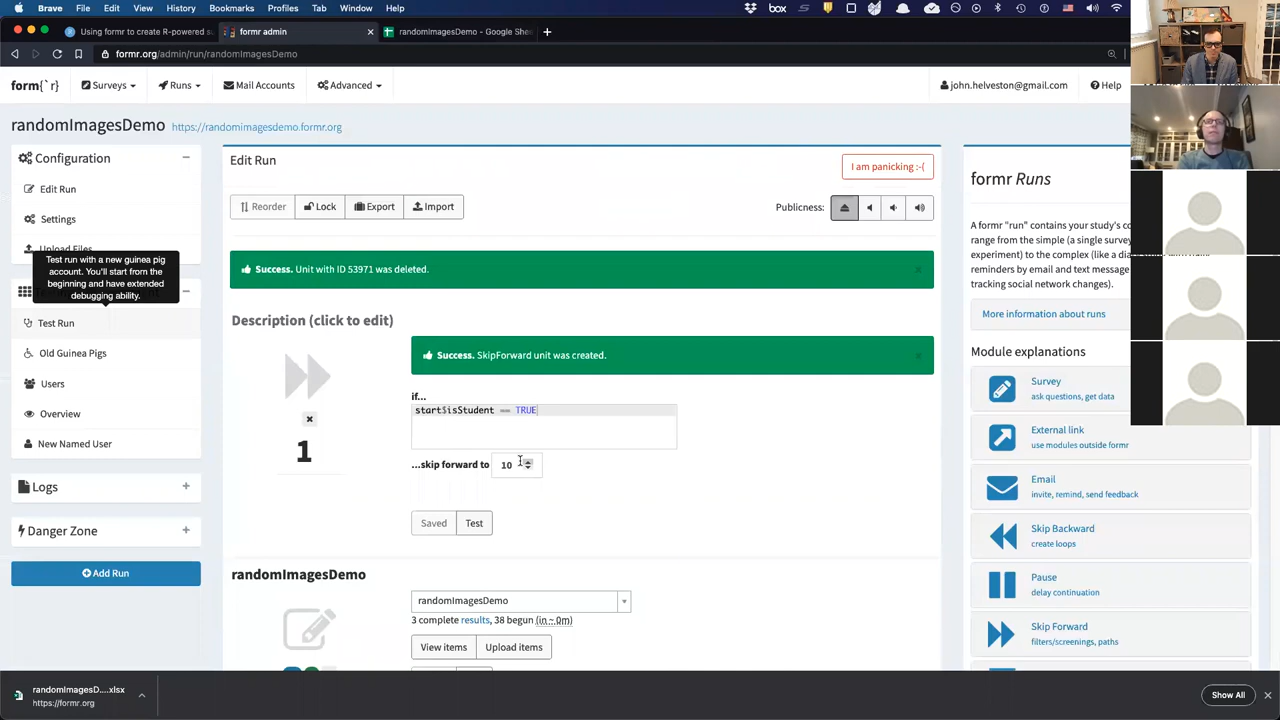 Brave File Edit View History Bookmarks Profiles Tab Window Help
Using formr to create R-powered s
formr admin
randomImagesDemo - Google She
formr.org/admin/run/randomImagesDemo
form{`r} Surveys Runs Mail Accounts Advanced john.helveston@gmail.com Help
randomImagesDemo https://randomimagesdemo.formr.org
Configuration
Edit Run
Settings
Upload Files
Test run with a new guinea pig
account. You'll start from the
beginning and have extended
debugging ability.
Test Run
Old Guinea Pigs
Users
Overview
New Named User
Logs
Danger Zone
Add Run
Edit Run
I am panicking :-(
Reorder Lock Export Import
Publicness:
Success. Unit with ID 53971 was deleted.
Description (click to edit)
Success. SkipForward unit was created.
if...
start$isStudent == TRUE
...skip forward to 10
1
Saved Test
randomImagesDemo
randomImagesDemo
3 complete results, 38 begun (in ~ 0m)
View items Upload items
formr Runs
A formr "run" contains your study's co
range from the simple (a single survey
experiment) to the complex (like a
reminders by email and text message
tracking social network changes).
More information about runs
Module explanations
Survey
ask questions, get data
External link
use modules outside formr
Email
invite, remind, send feedback
Skip Backward
create loops
Pause
delay continuation
Skip Forward
filters/screenings, paths
randomImagesD....xlsx
https://formr.org
Show All